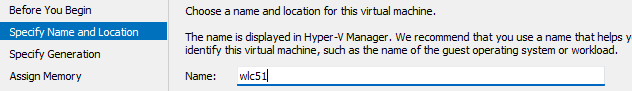 Before You Begin
Specify Name and Location
Specify Generation
Assign Memory
Choose a name and location for this virtual machine.
The name is displayed in Hyper-V Manager. We recommend that you use a name that helps
identify this virtual machine, such as the name of the guest operating system or workload.
Name: wlc51